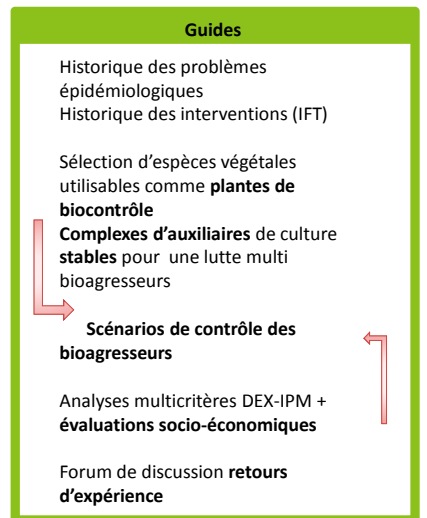 Guides
Historique des problèmes
épidémiologiques
Historique des interventions (IFT)
Sélection d'espèces végétales
utilisables comme plantes de
biocontrôle
Complexes d'auxiliaires de culture
stables pour une lutte multi
bioagresseurs
Scénarios de contrôle des
bioagresseurs
Analyses multicritères DEX-IPM +
évaluations socio-économiques
Forum de discussion retours
d'expérience